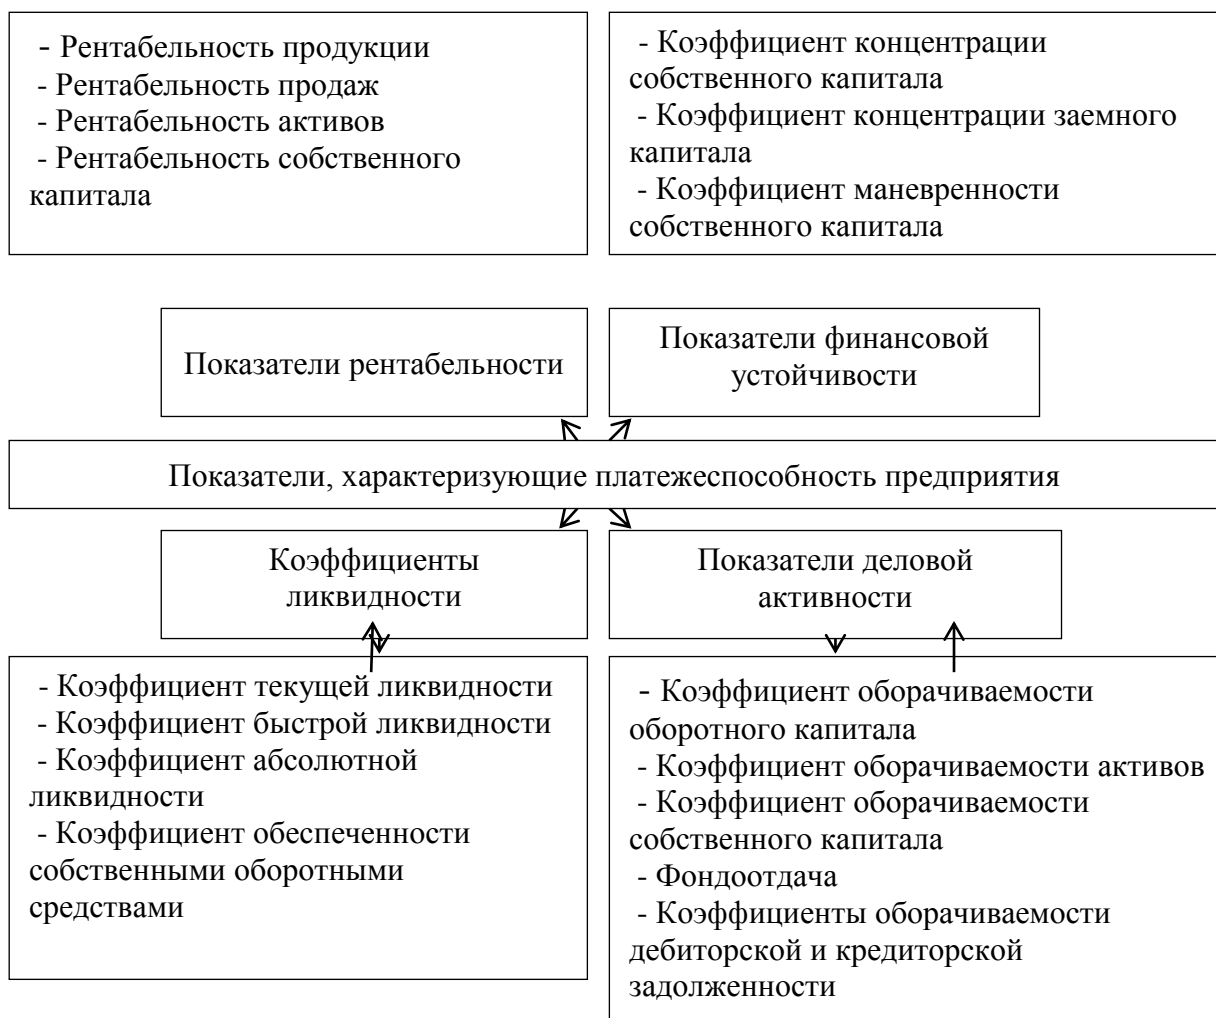 - Рентабельность продукции
- Рентабельность продаж
- Рентабельность активов
- Рентабельность собственного
капитала
- Коэффициент концентрации
собственного капитала
- Коэффициент концентрации заемного
капитала
- Коэффициент маневренности
собственного капитала
Показатели рентабельности
Показатели финансовой
устойчивости
Показатели, характеризующие платежеспособность предприятия
Коэффициенты
ликвидности
Показатели деловой
активности
- Коэффициент текущей ликвидности
- Коэффициент быстрой ликвидности
- Коэффициент абсолютной
ликвидности
- Коэффициент обеспеченности
собственными оборотными
средствами
- Коэффициент оборачиваемости
оборотного капитала
- Коэффициент оборачиваемости активов
- Коэффициент оборачиваемости
собственного капитала
- Фондоотдача
- Коэффициенты оборачиваемости
дебиторской и кредиторской
задолженности